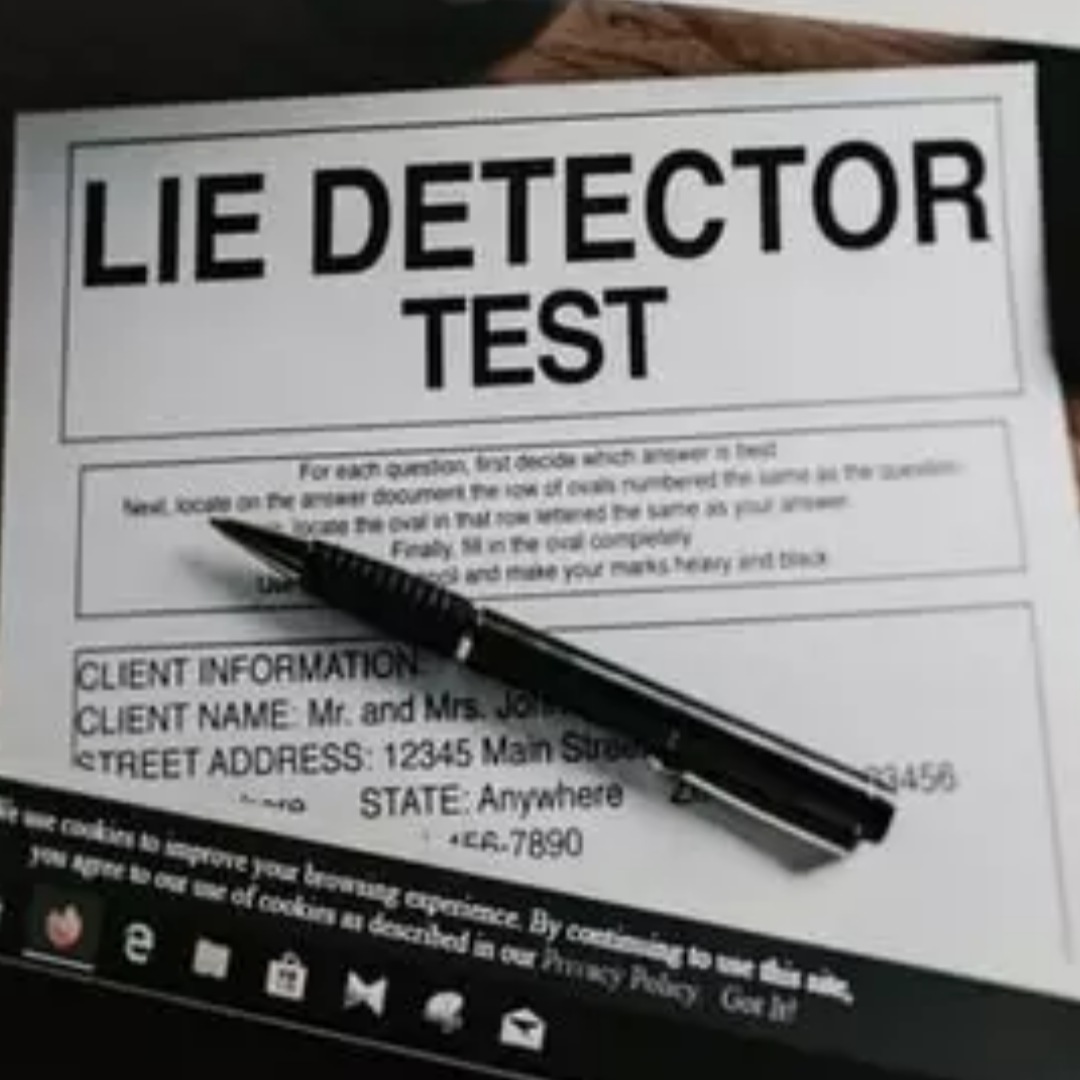 LIE DETECTOR
TEST
For each question, first decide which answer is best
Next, locate on the answer document the row of ovals numbered the same as the question
locate the oval in that row lettered the same as your answer.
Finally, fill in the oval completely
and make your marks heavy and black
CLIENT INFORMATION
CLIENT NAME: Mr. and Mrs.
STREET ADDRESS: 12345 Main Street
STATE: Anywhere 23456
456-7890
We use cookies to improve your browsing experience. By continuing to use this site,
you agree to our use of cookies as described in our Privacy Policy Got It!